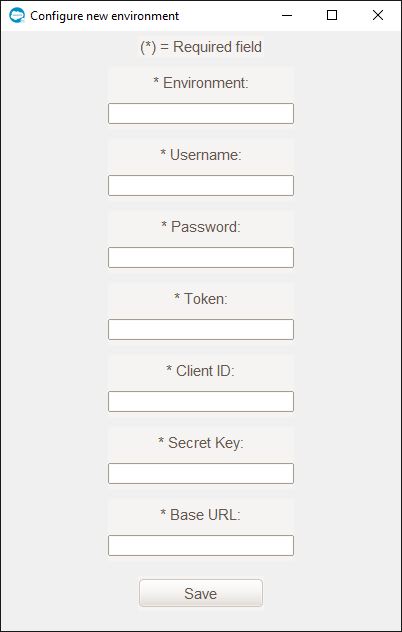 Configure new environment
(*) = Required field
* Environment:
* Username:
* Password:
* Token:
* Client ID:
* Secret Key:
* Base URL:
Save